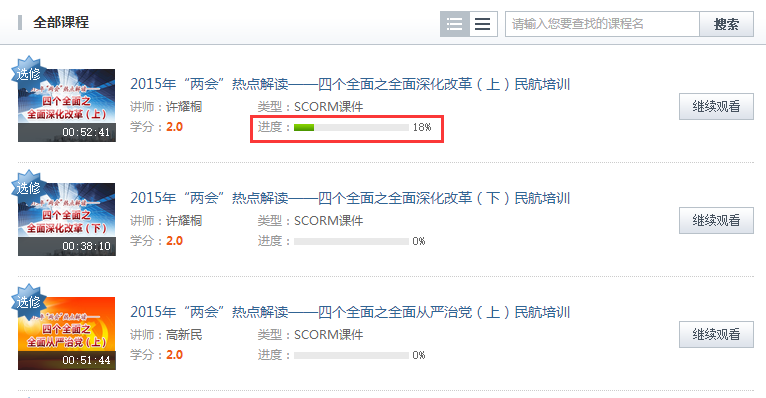 全部课程
请输入您要查找的课程名
搜索
选修
四个全面之
全面深化改革（上）
00:52:41
2015年“两会”热点解读——四个全面之全面深化改革（上）民航培训
讲师：许耀桐 类型：SCORM课件
学分：2.0 进度： 18%
继续观看
选修
四个全面之
全面深化改革（下）
00:38:10
2015年“两会”热点解读——四个全面之全面深化改革（下）民航培训
讲师：许耀桐 类型：SCORM课件
学分：2.0 进度： 0%
继续观看
选修
四个全面之
全面从严治党（上）
00:51:44
2015年“两会”热点解读——四个全面之全面从严治党（上）民航培训
讲师：高新民 类型：SCORM课件
学分：2.0 进度： 0%
继续观看